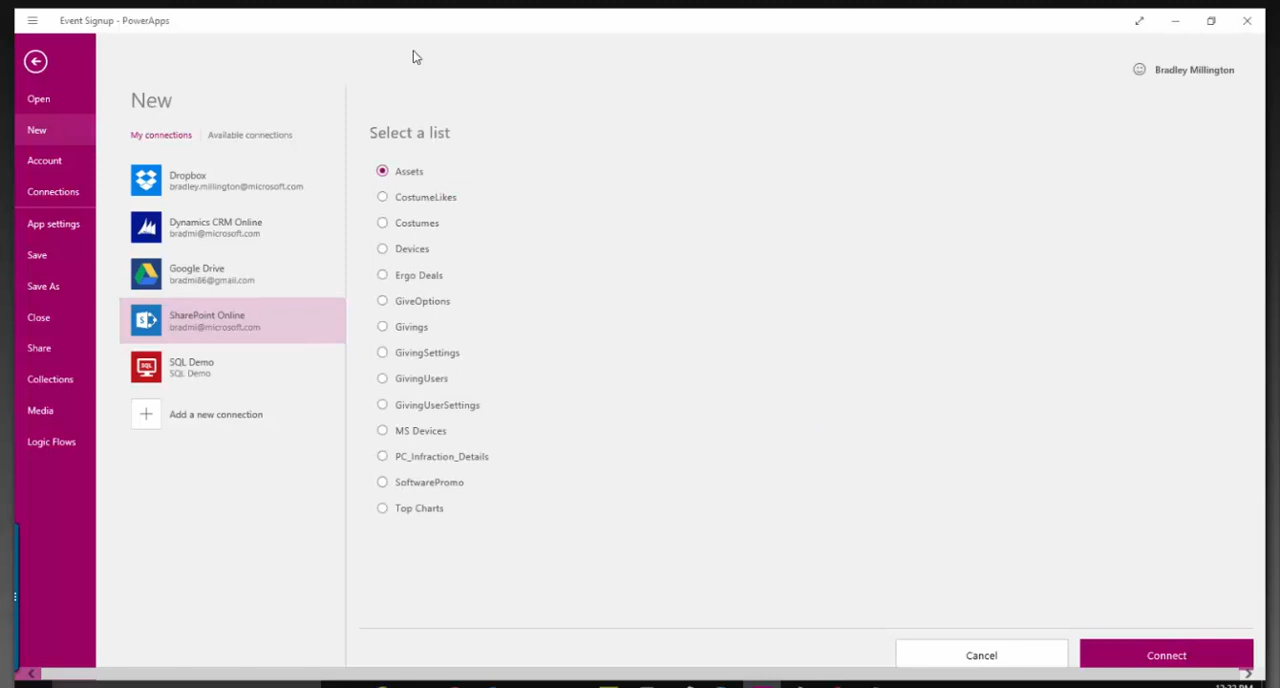 Event Signup - PowerApps
Bradley Millington
Open
New
Account
Connections
App settings
Save
Save As
Close
Share
Collections
Media
Logic Flows
New
My connections
Available connections
Dropbox
bradley.millington@microsoft.com
Dynamics CRM Online
bradmi@microsoft.com
Google Drive
bradmi86@gmail.com
SharePoint Online
bradmi@microsoft.com
SQL
SQL Demo
SQL Demo
Add a new connection
Select a list
Assets
CostumeLikes
Costumes
Devices
Ergo Deals
GiveOptions
Givings
GivingSettings
GivingUsers
GivingUserSettings
MS Devices
PC_Infraction_Details
SoftwarePromo
Top Charts
Cancel
Connect